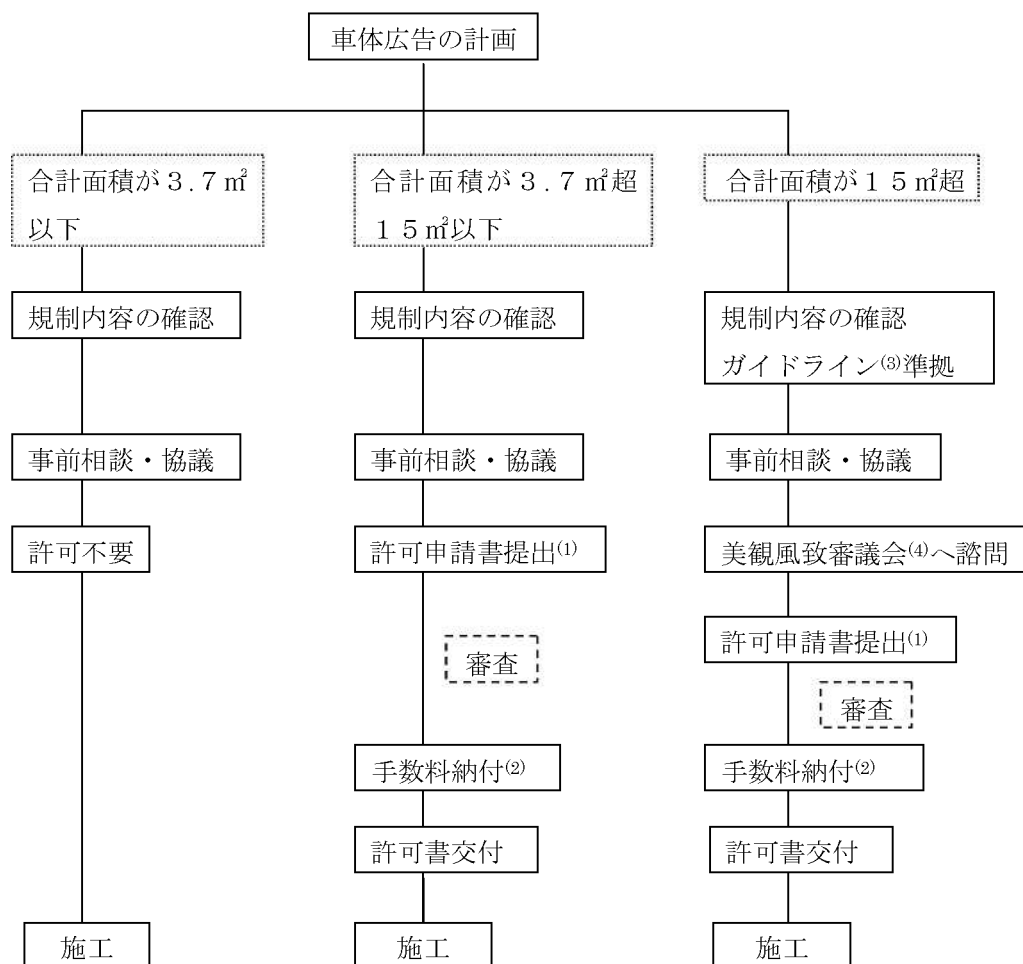 車体広告の計画
合計面積が３.７㎡
以下
合計面積が３.７㎡超
１５㎡以下
合計面積が１５㎡超
規制内容の確認
規制内容の確認
規制内容の確認
ガイドライン(3)準拠
事前相談・協議
事前相談・協議
事前相談・協議
許可不要
許可申請書提出(1)
美観風致審議会(4)へ諮問
許可申請書提出(1)
審査
審査
手数料納付(2)
手数料納付(2)
許可書交付
許可書交付
施工
施工
施工